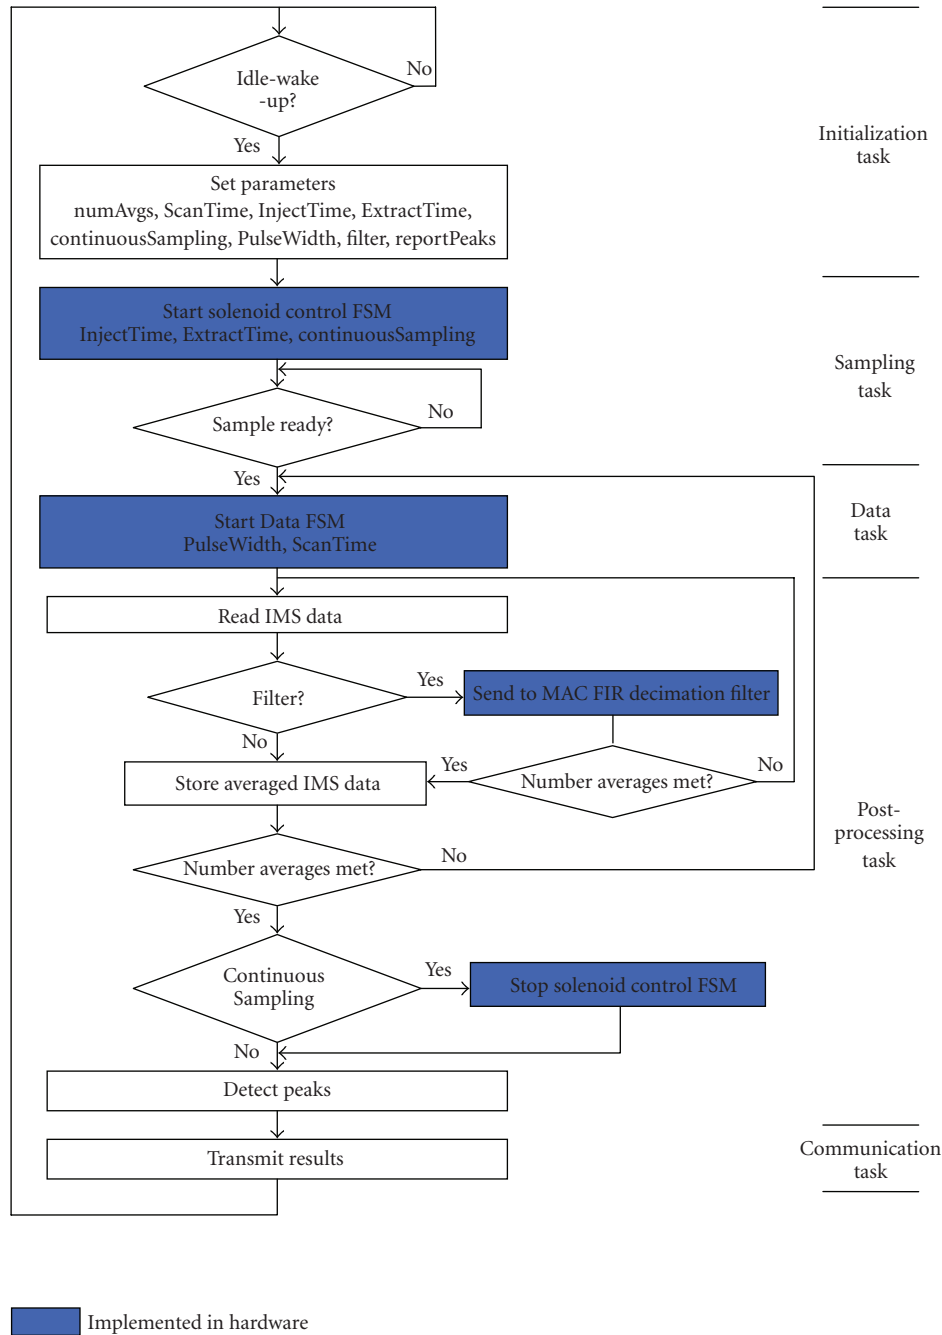 No
Idle-wake
-up?
Yes
Initialization
task
Set parameters
numAvgs, ScanTime, InjectTime, ExtractTime,
continuousSampling, PulseWidth, filter, reportPeaks
Start solenoid control FSM
InjectTime, ExtractTime, continuousSampling
Sampling
task
No
Sample ready?
Yes
Data
task
Start Data FSM
PulseWidth, ScanTime
Read IMS data
Yes
Filter?
Send to MAC FIR decimation filter
No
Yes
No
Store averaged IMS data
Number averages met?
Post-
processing
task
No
Number averages met?
Yes
Yes
Continuous
Sampling
Stop solenoid control FSM
No
Detect peaks
Transmit results
Communication
task
Implemented in hardware